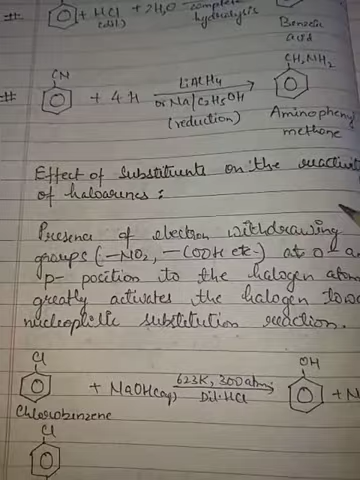 # + HCl (dil.) + 2H2O complete hydrolysis
Benzoic acid
CN CH2NH2
# + 4H LiAlH4 or Na/C2H5OH (reduction)
Aminophenyl methane
Effect of substituents on the reactivity
of haloarenes :
Presence of electron withdrawing
groups (-NO2, -COOH etc.) at o- a
p- position to the halogen atom
greatly activates the halogen towa
nucleophilic substitution reaction.
Cl OH
+ NaOH(aq) 623K, 300atm Dil·HCl + N
Chlorobenzene
Cl